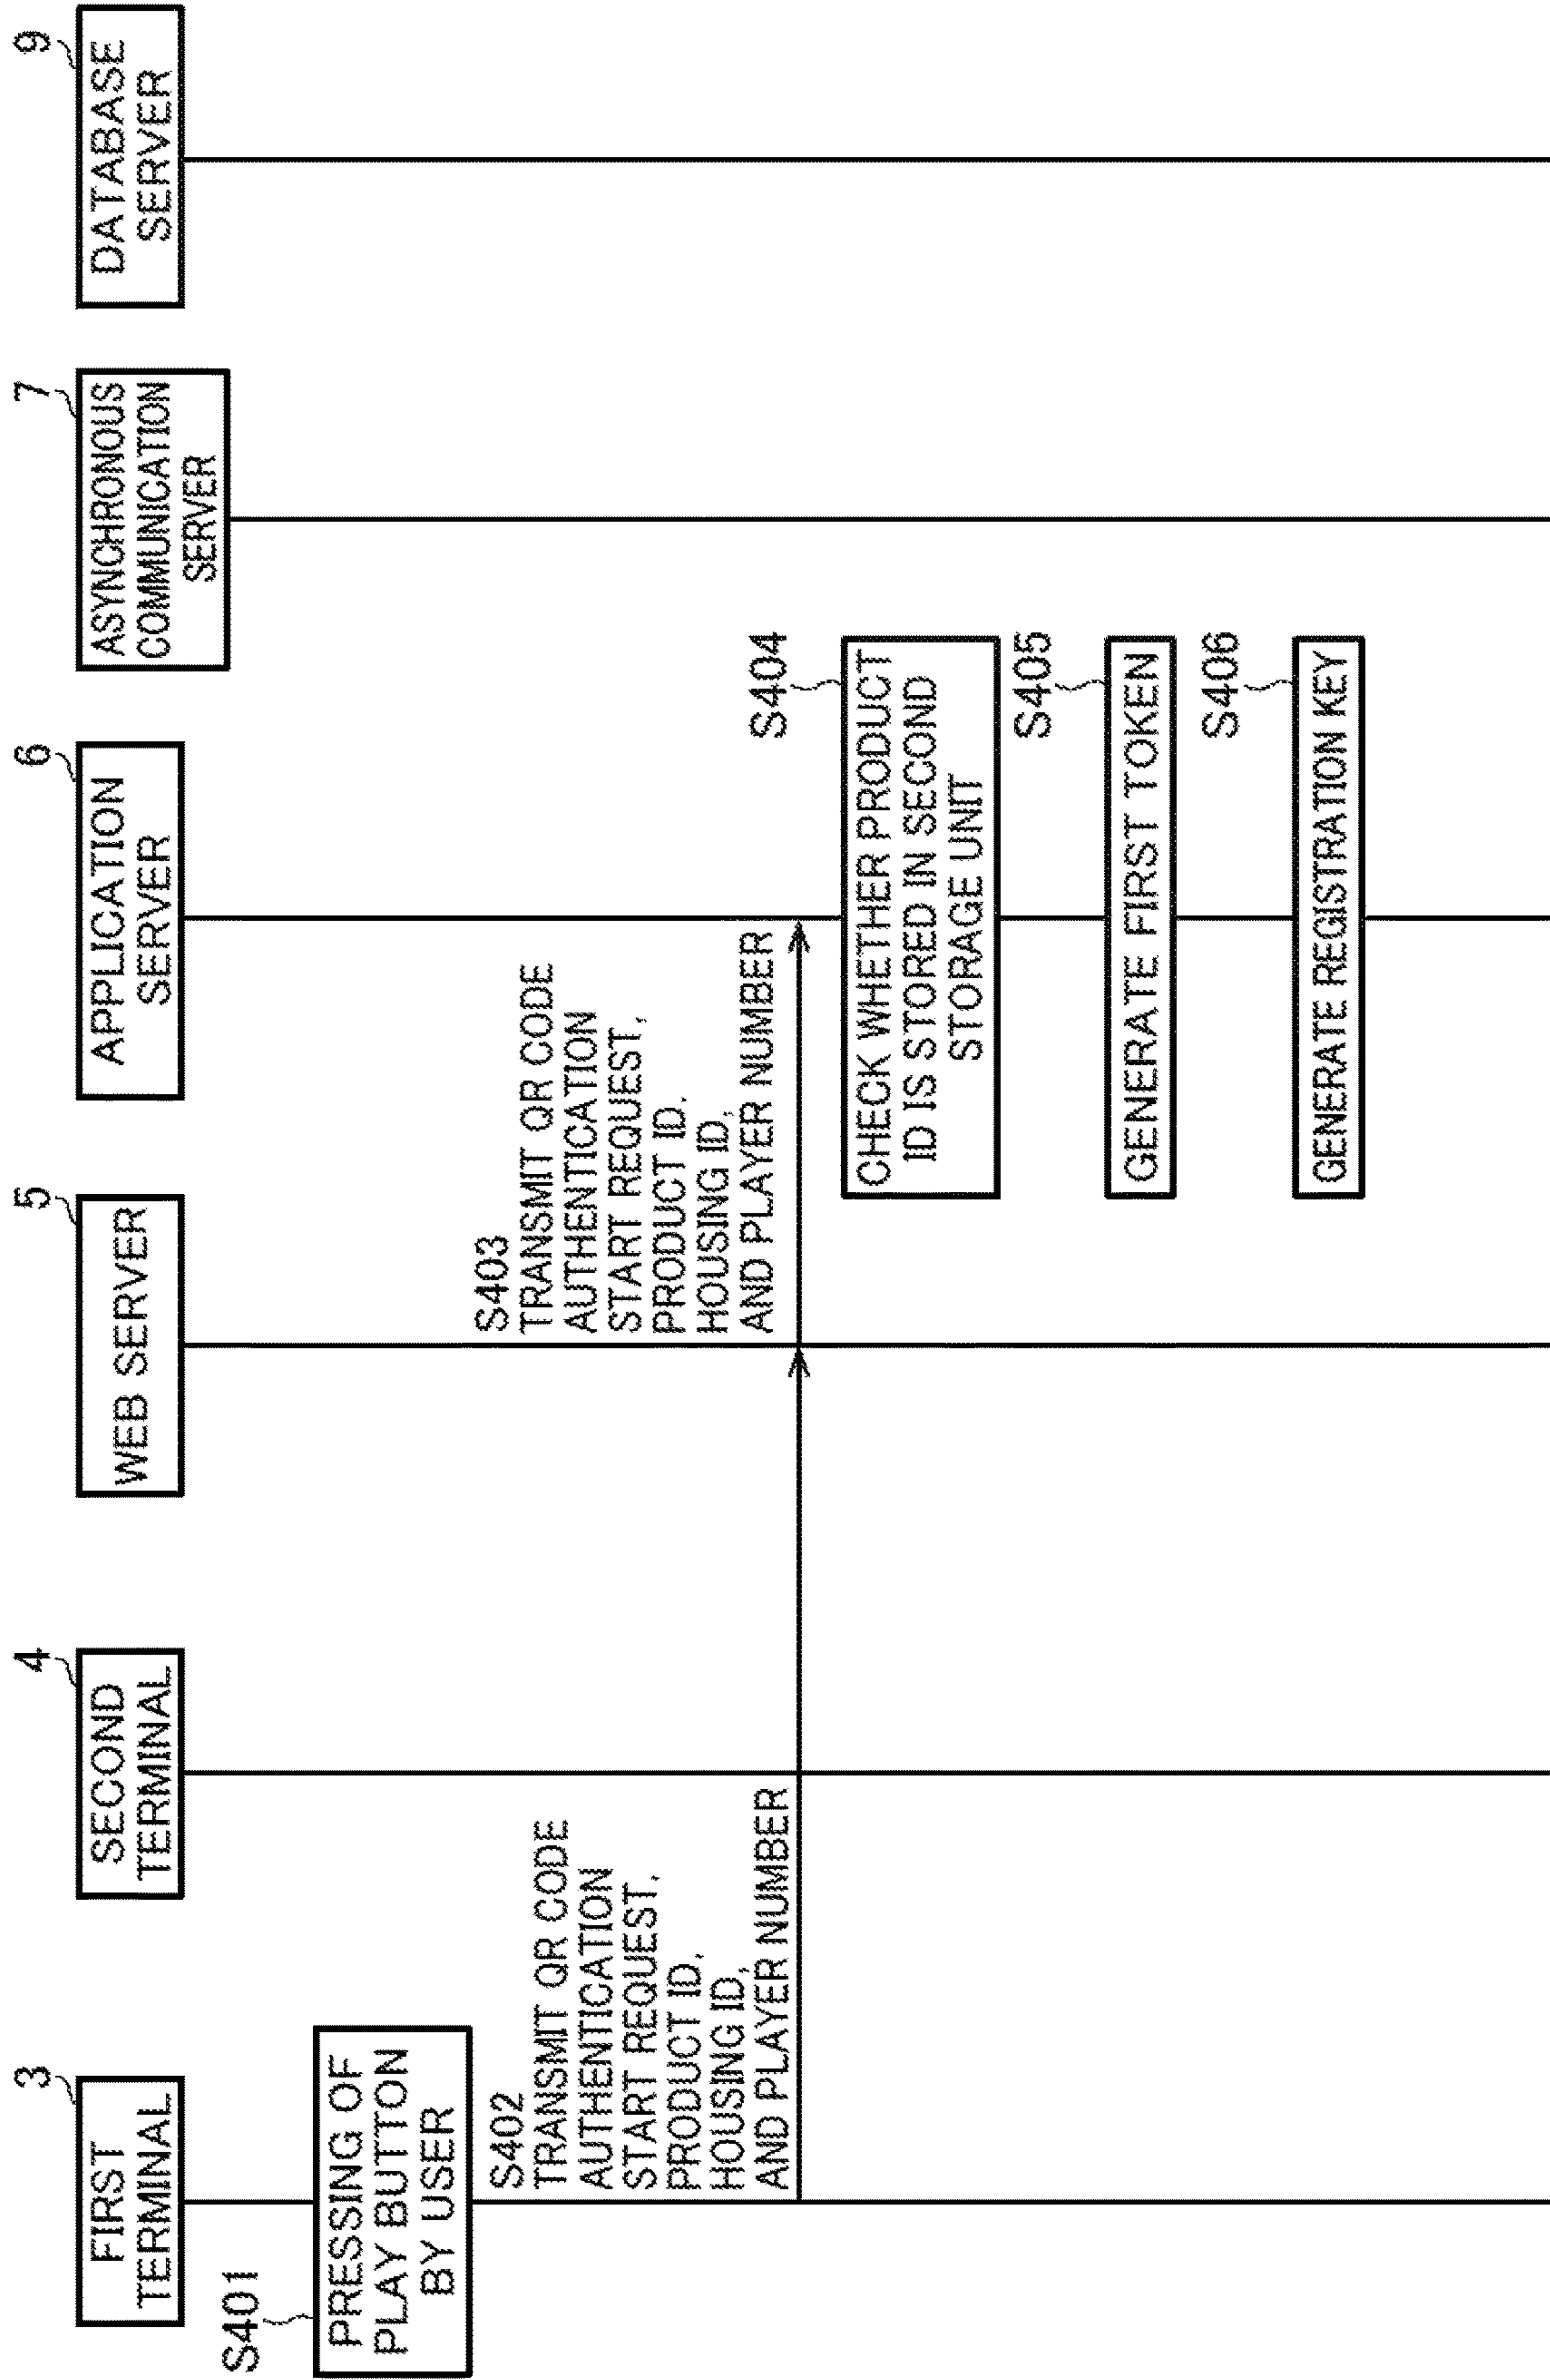 3
FIRST
TERMINAL
4
SECOND
TERMINAL
5
WEB SERVER
6
APPLICATION
SERVER
7
ASYNCHRONOUS
COMMUNICATION
SERVER
9
DATABASE
SERVER
S401
PRESSING OF
PLAY BUTTON
BY USER
S402
TRANSMIT QR CODE
AUTHENTICATION
START REQUEST,
PRODUCT ID,
HOUSING ID,
AND PLAYER NUMBER
S403
TRANSMIT QR CODE
AUTHENTICATION
START REQUEST,
PRODUCT ID,
HOUSING ID,
AND PLAYER NUMBER
S404
CHECK WHETHER PRODUCT
ID IS STORED IN SECOND
STORAGE UNIT
S405
GENERATE FIRST TOKEN
S406
GENERATE REGISTRATION KEY